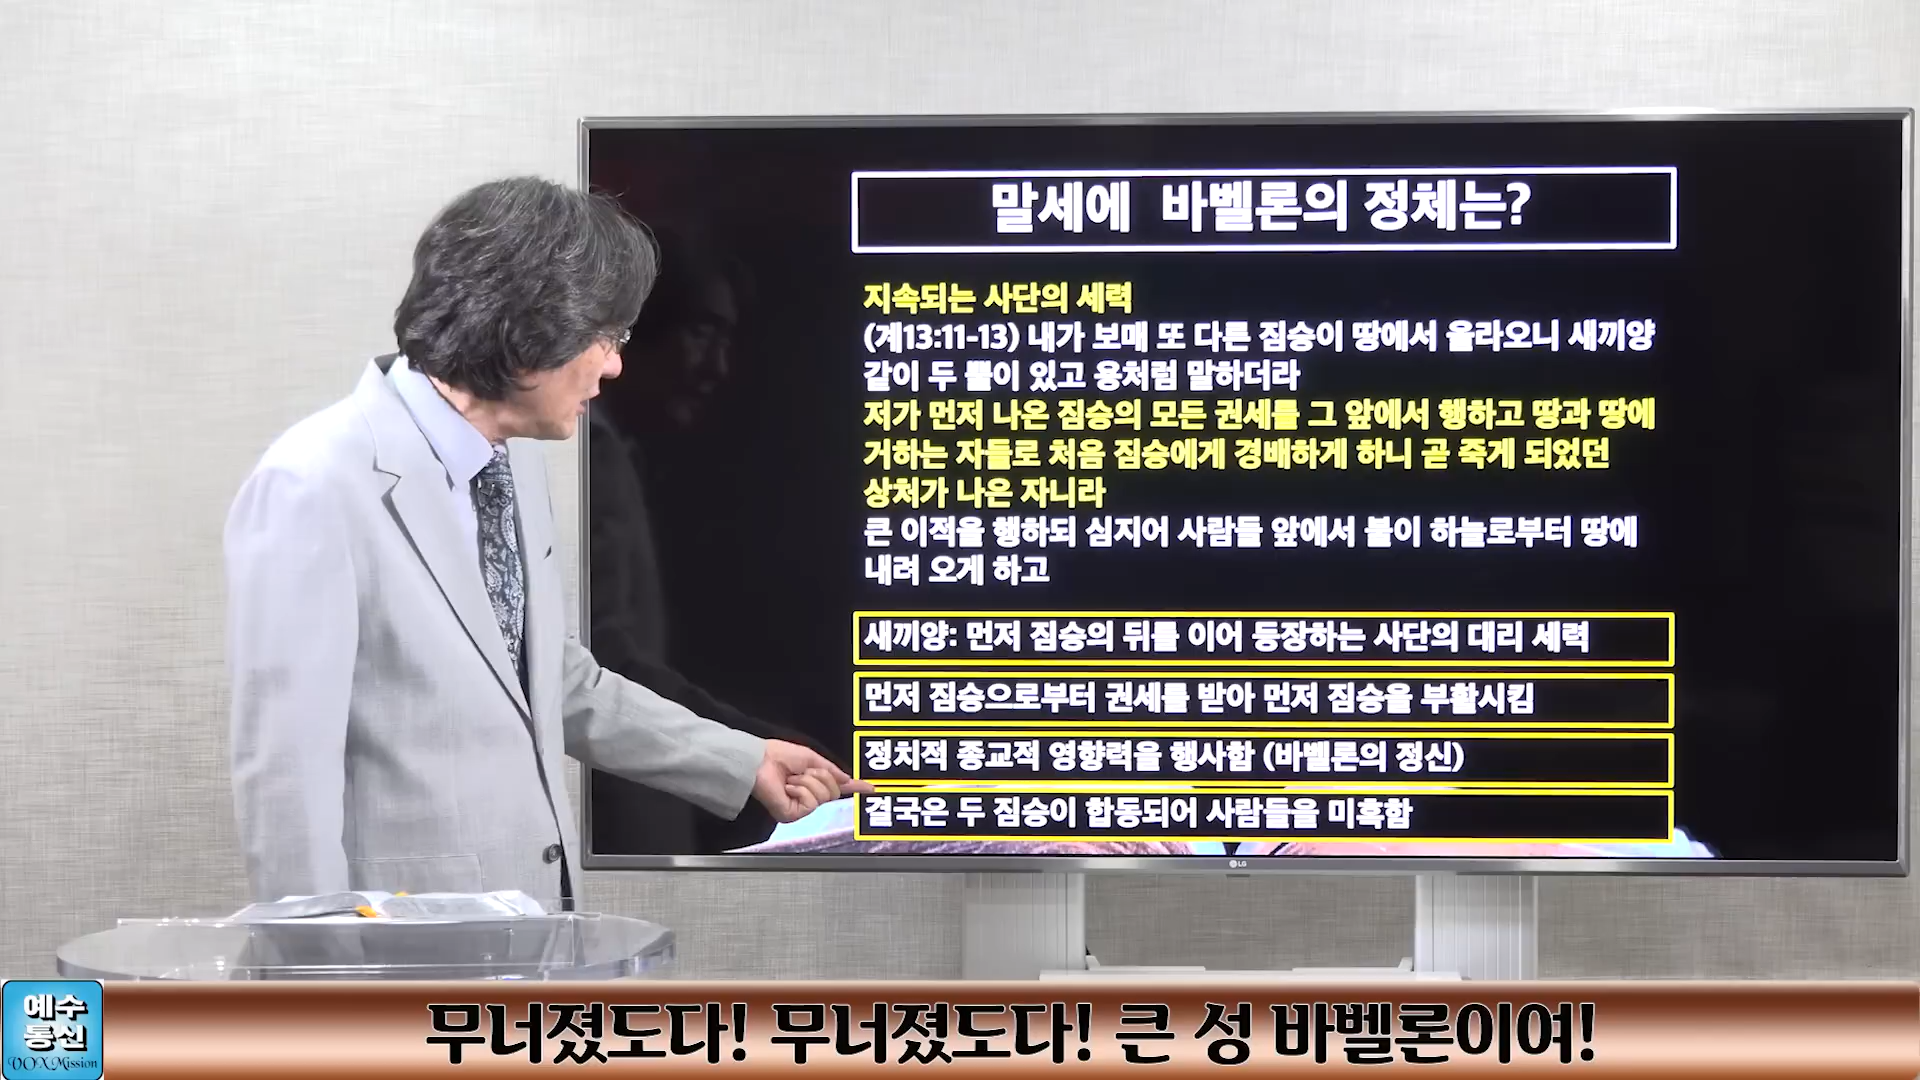 말세에 바벨론의 정체는?
지속되는 사단의 세력
(계13:11-13) 내가 보매 또 다른 짐승이 땅에서 올라오니 새끼양
같이 두 뿔이 있고 용처럼 말하더라
저가 먼저 나온 짐승의 모든 권세를 그 앞에서 행하고 땅과 땅에
거하는 자들로 처음 짐승에게 경배하게 하니 곧 죽게 되었던
상처가 나은 자니라
큰 이적을 행하되 심지어 사람들 앞에서 불이 하늘로부터 땅에
내려 오게 하고
새끼양: 먼저 짐승의 뒤를 이어 등장하는 사단의 대리 세력
먼저 짐승으로부터 권세를 받아 먼저 짐승을 부활시킴
정치적 종교적 영향력을 행사함 (바벨론의 정신)
결국은 두 짐승이 합동되어 사람들을 미혹함
LG
예수
통신
VOX Mission
무너졌도다! 무너졌도다! 큰 성 바벨론이여!